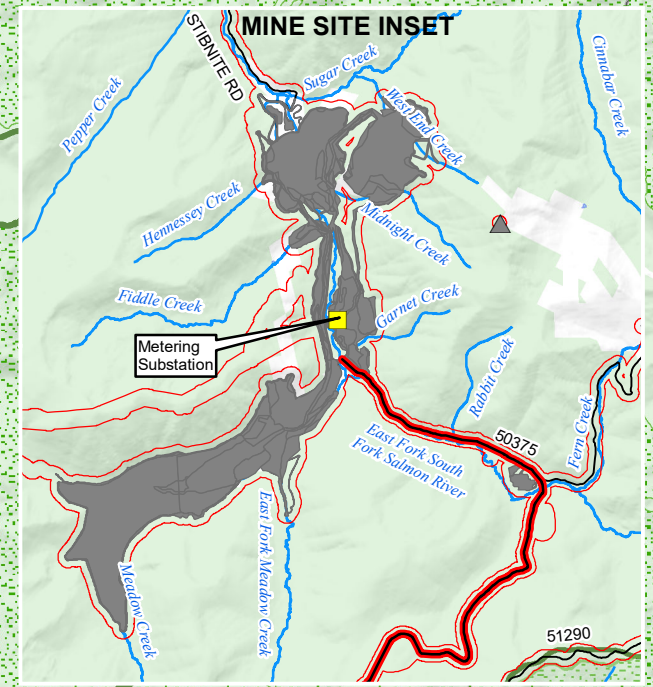 MINE SITE INSET
STIBNITE RD
Sugar Creek
Cinnabar Creek
Pepper Creek
West End Creek
Hennessey Creek
Midnight Creek
Fiddle Creek
Garnet Creek
Metering
Substation
Rabbit Creek
50375
East Fork South
Fork Salmon River
Fern Creek
East Fork Meadow Creek
Meadow Creek
51290